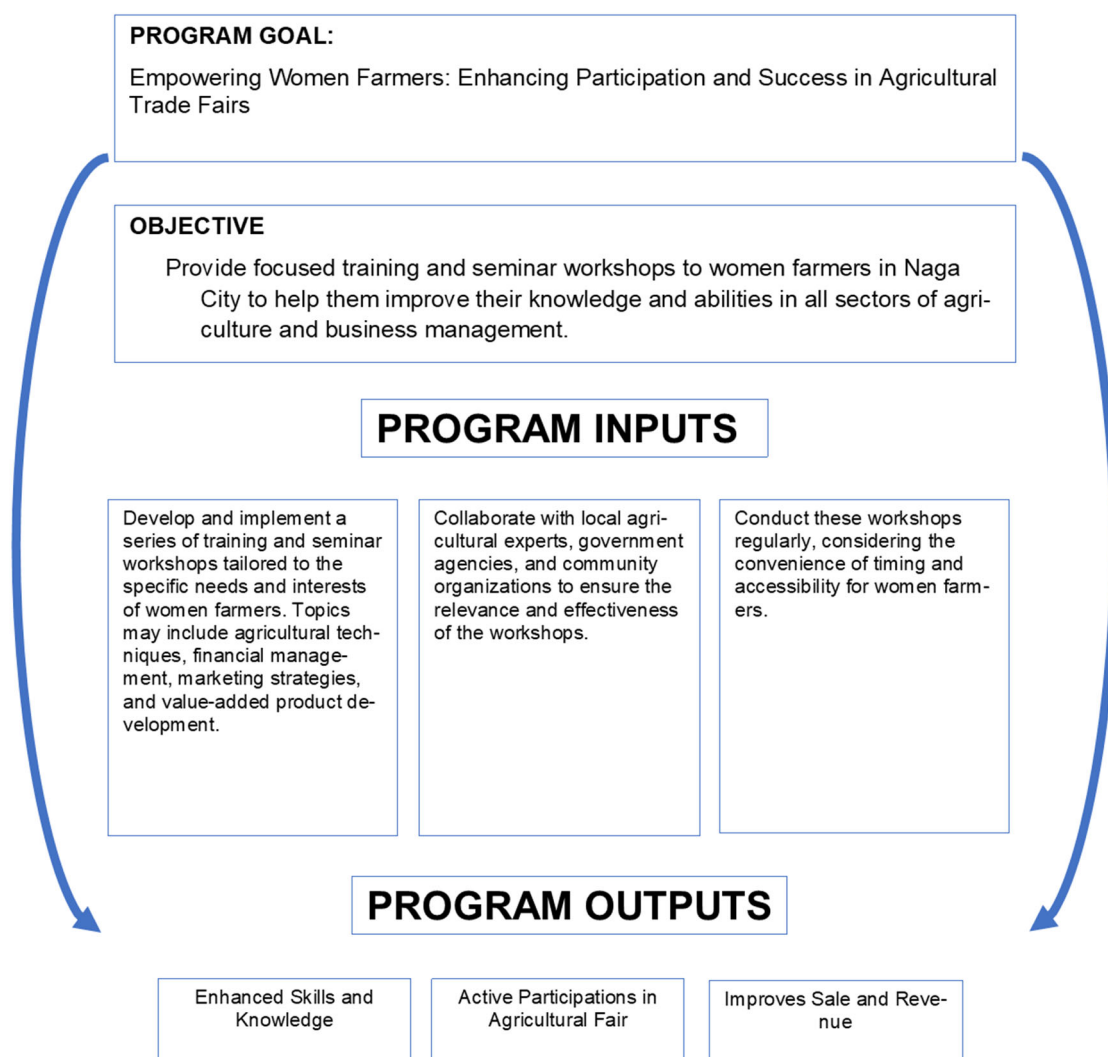 PROGRAM GOAL:
Empowering Women Farmers: Enhancing Participation and Success in Agricultural
Trade Fairs
OBJECTIVE
Provide focused training and seminar workshops to women farmers in Naga
City to help them improve their knowledge and abilities in all sectors of agri-
culture and business management.
PROGRAM INPUTS
Develop and implement a
series of training and seminar
workshops tailored to the
specific needs and interests
of women farmers. Topics
may include agricultural tech-
niques, financial manage-
ment, marketing strategies,
and value-added product de-
velopment.
Collaborate with local agri-
cultural experts, government
agencies, and community
organizations to ensure the
relevance and effectiveness
of the workshops.
Conduct these workshops
regularly, considering the
convenience of timing and
accessibility for women farm-
ers.
PROGRAM OUTPUTS
Enhanced Skills and
Knowledge
Active Participations in
Agricultural Fair
Improves Sale and Reve-
nue